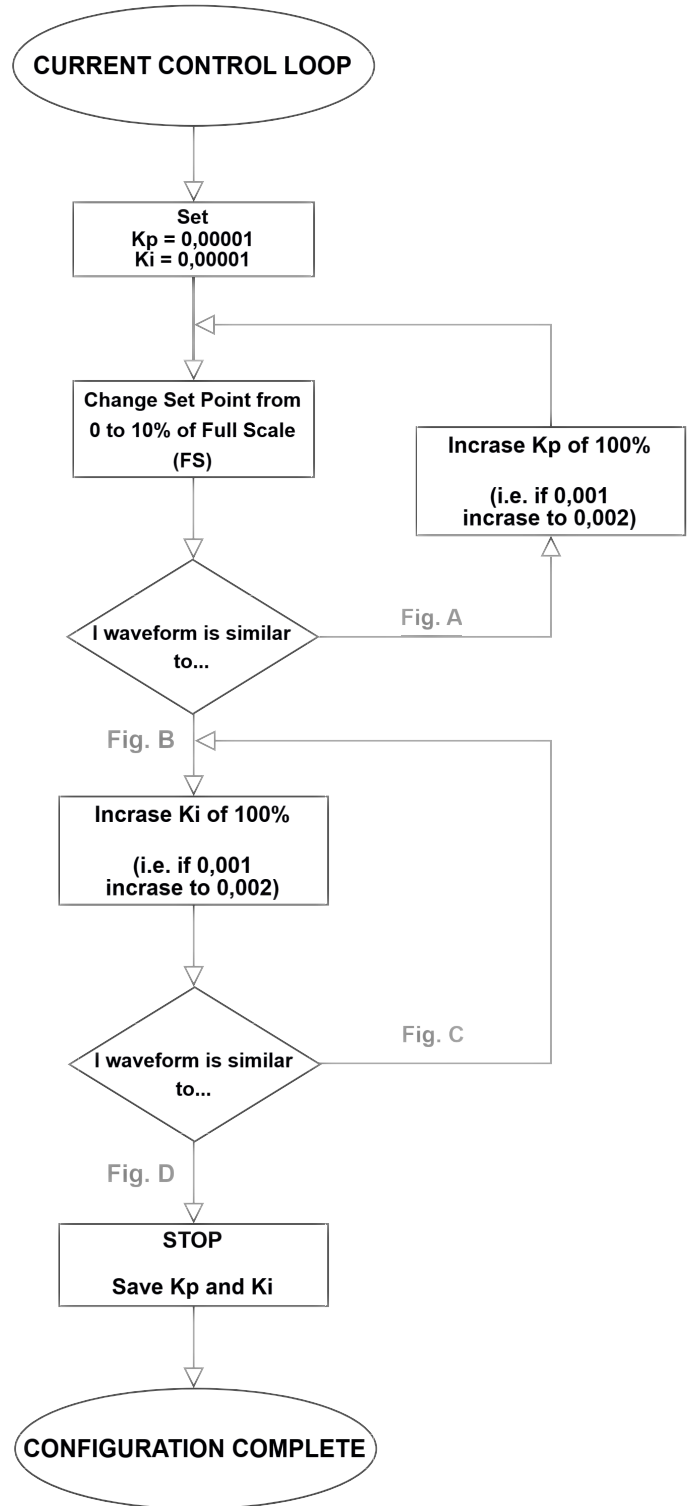 CURRENT CONTROL LOOP
Set
Kp = 0,00001
Ki = 0,00001
Change Set Point from
0 to 10% of Full Scale
(FS)
Incrase Kp of 100%
(i.e. if 0,001
incrase to 0,002)
I waveform is similar
to...
Fig. A
Fig. B
Incrase Ki of 100%
(i.e. if 0,001
incrase to 0,002)
I waveform is similar
to...
Fig. C
Fig. D
STOP
Save Kp and Ki
CONFIGURATION COMPLETE